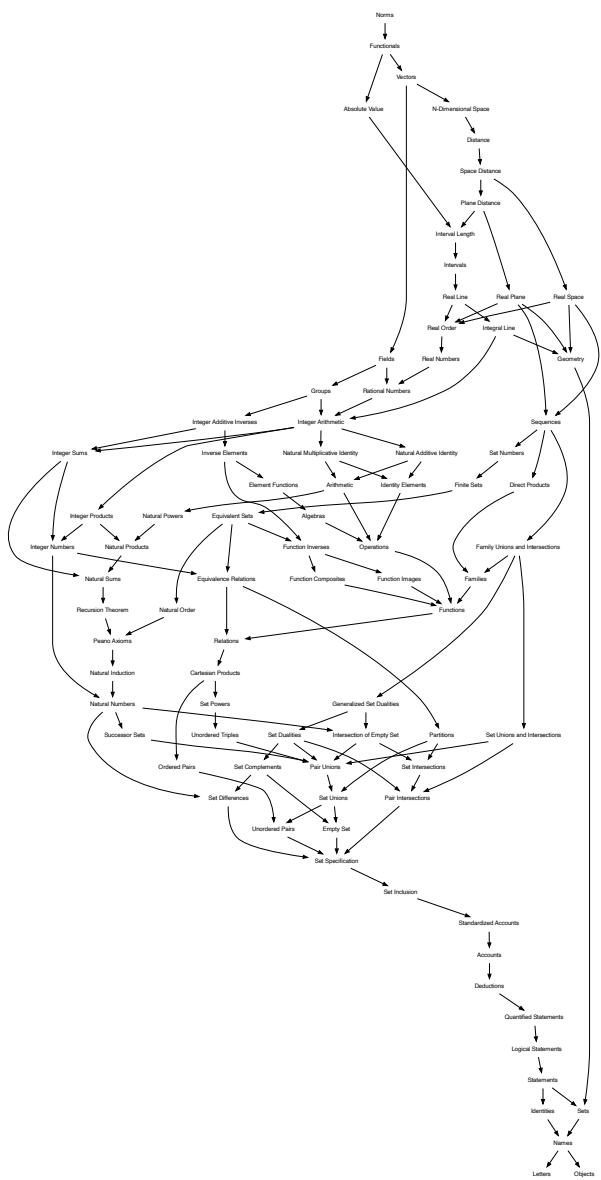 Norms
Functionals
Vectors
Absolute Value
N-Dimensional Space
Distance
Space Distance
Plane Distance
Interval Length
Intervals
Real Line
Real Plane
Real Space
Real Order
Integral Line
Fields
Real Numbers
Geometry
Groups
Rational Numbers
Integer Additive Inverses
Integer Arithmetic
Sequences
Integer Sums
Inverse Elements
Natural Multiplicative Identity
Natural Additive Identity
Set Numbers
Element Functions
Arithmetic
Identity Elements
Finite Sets
Direct Products
Integer Products
Natural Powers
Equivalent Sets
Algebras
Integer Numbers
Natural Products
Function Inverses
Operations
Family Unions and Intersections
Natural Sums
Equivalence Relations
Function Composites
Function Images
Families
Recursion Theorem
Natural Order
Functions
Peano Axioms
Relations
Natural Induction
Cartesian Products
Natural Numbers
Set Powers
Generalized Set Dualities
Successor Sets
Unordered Triples
Set Dualities
Intersection of Empty Set
Partitions
Set Unions and Intersections
Ordered Pairs
Set Complements
Pair Unions
Set Intersections
Set Differences
Set Unions
Pair Intersections
Unordered Pairs
Empty Set
Set Specification
Set Inclusion
Standardized Accounts
Accounts
Deductions
Quantified Statements
Logical Statements
Statements
Identities
Sets
Names
Letters
Objects